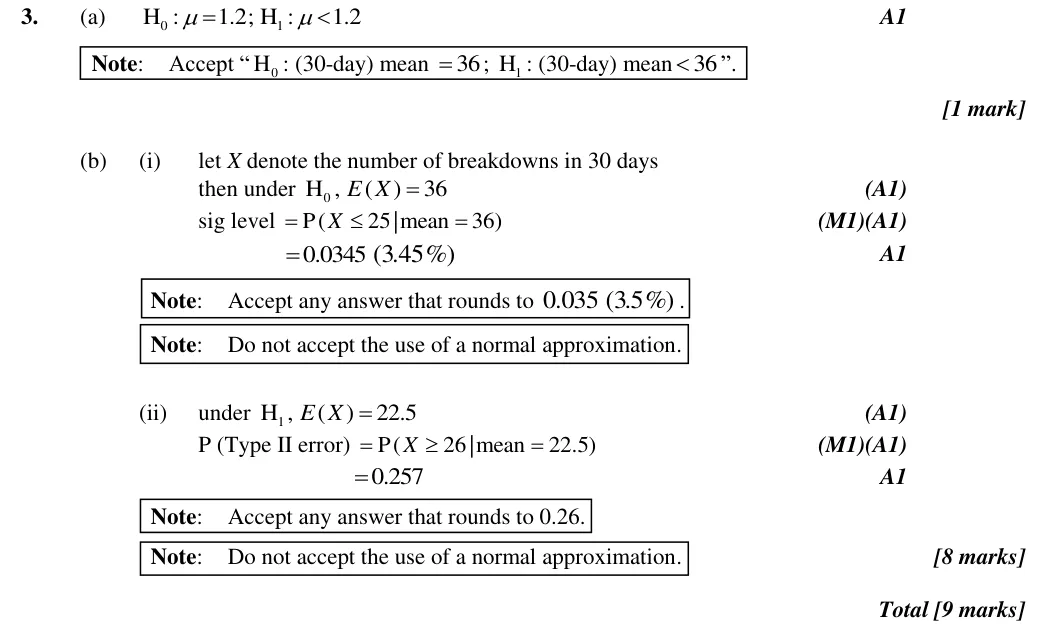 3. (a) H₀ : μ = 1.2; H₁ : μ < 1.2 A1
Note: Accept “ H₀ : (30-day) mean = 36 ; H₁ : (30-day) mean < 36 ”.
[1 mark]
(b) (i) let X denote the number of breakdowns in 30 days
then under H₀ , E(X) = 36 (A1)
sig level = P(X ≤ 25 | mean = 36) (M1)(A1)
= 0.0345 (3.45%) A1
Note: Accept any answer that rounds to 0.035 (3.5%) .
Note: Do not accept the use of a normal approximation.
(ii) under H₁ , E(X) = 22.5 (A1)
P (Type II error) = P(X ≥ 26 | mean = 22.5) (M1)(A1)
= 0.257 A1
Note: Accept any answer that rounds to 0.26.
Note: Do not accept the use of a normal approximation. [8 marks]
Total [9 marks]